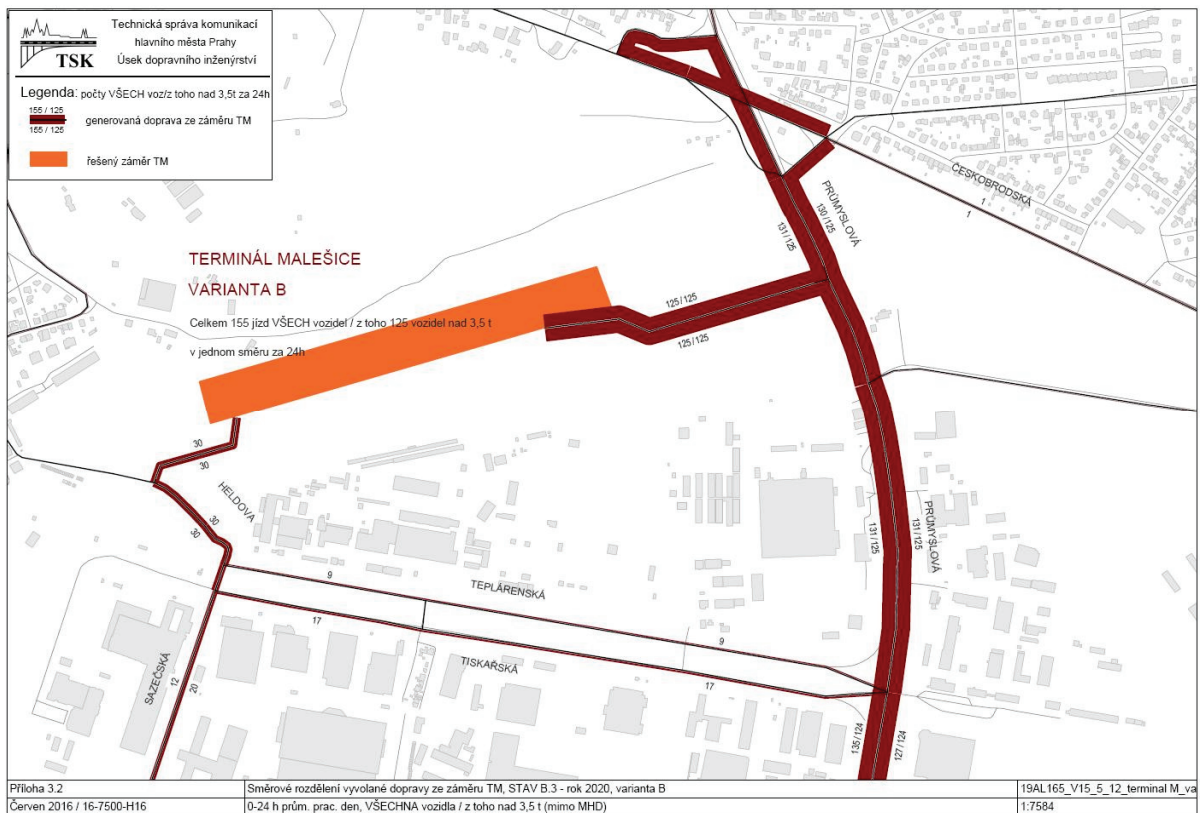 Technická správa komunikací
hlavního města Prahy
Úsek dopravního inženýrství
TSK
Legenda: počty VŠECH voz/z toho nad 3,5t za 24h
155 / 125
155 / 125
generovaná doprava ze záměru TM
řešený záměr TM
ČESKOBRODSKÁ
1
1
PRŮMYSLOVÁ
130/125
131/125
TERMINÁL MALEŠICE
VARIANTA B
Celkem 155 jízd VŠECH vozidel / z toho 125 vozidel nad 3,5 t
v jednom směru za 24h
125/125
125/125
30
30
HELDOVA
30
30
PRŮMYSLOVÁ
131/125
131/125
9
TEPLÁRENSKÁ
9
17
TISKAŘSKÁ
17
SAZEČSKÁ
12
20
135/124
127/124
Příloha 3.2
Směrové rozdělení vyvolané dopravy ze záměru TM, STAV B.3 - rok 2020, varianta B
19AL165_V15_5_12_terminal M_va
Červen 2016 / 16-7500-H16
0-24 h prům. prac. den, VŠECHNA vozidla / z toho nad 3,5 t (mimo MHD)
1:7584